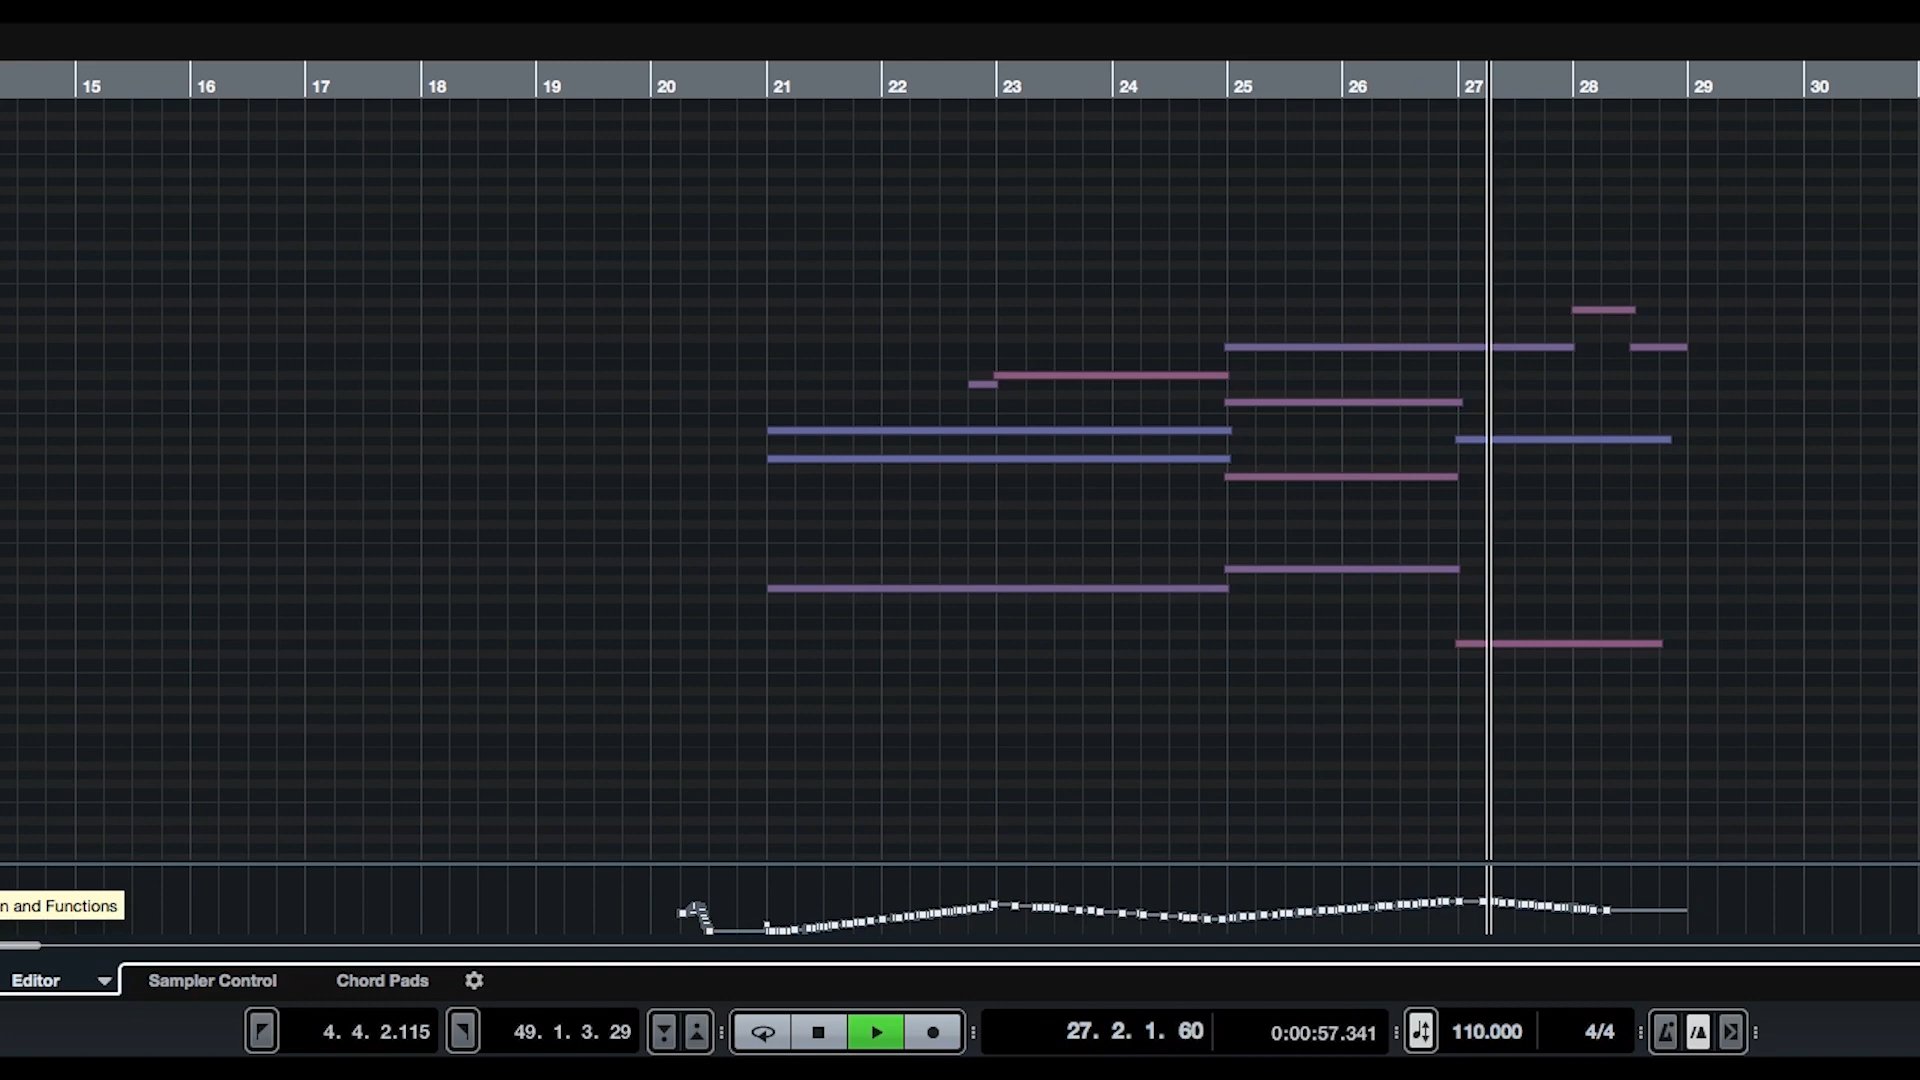 15 16 17 18 19 20 21 22 23 24 25 26 27 28 29 30
n and Functions
Editor Sampler Control Chord Pads
4. 4. 2.115 49. 1. 3. 29 27. 2. 1. 60 0:00:57.341 110.000 4/4